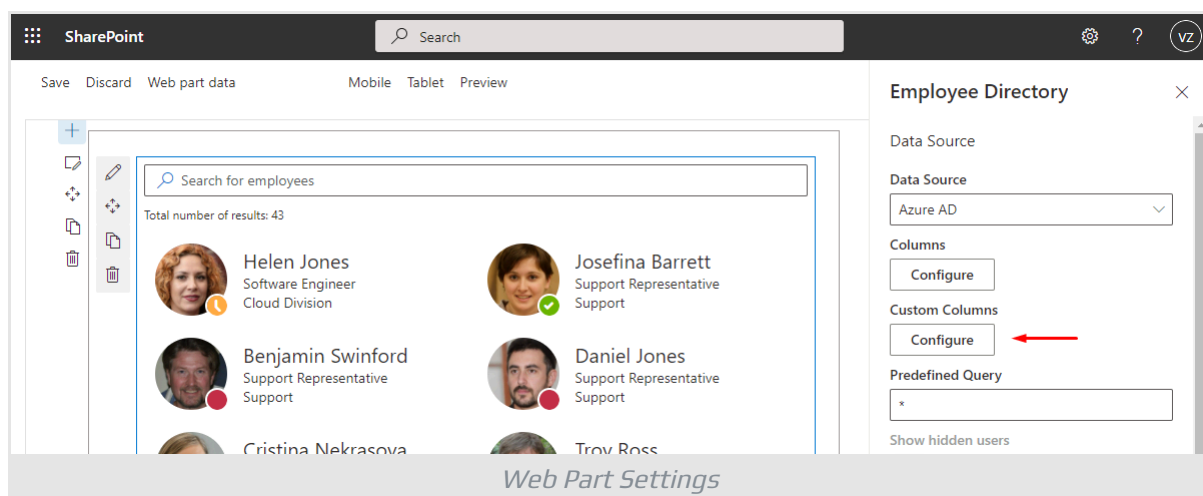 SharePoint
Search
VZ
Save Discard Web part data Mobile Tablet Preview
Employee Directory
Data Source
Data Source
Azure AD
Columns
Configure
Custom Columns
Configure
Predefined Query
*
Show hidden users
Search for employees
Total number of results: 43
Helen Jones
Software Engineer
Cloud Division
Josefina Barrett
Support Representative
Support
Benjamin Swinford
Support Representative
Support
Daniel Jones
Support Representative
Support
Cristina Nekrasova
Troy Ross
Web Part Settings